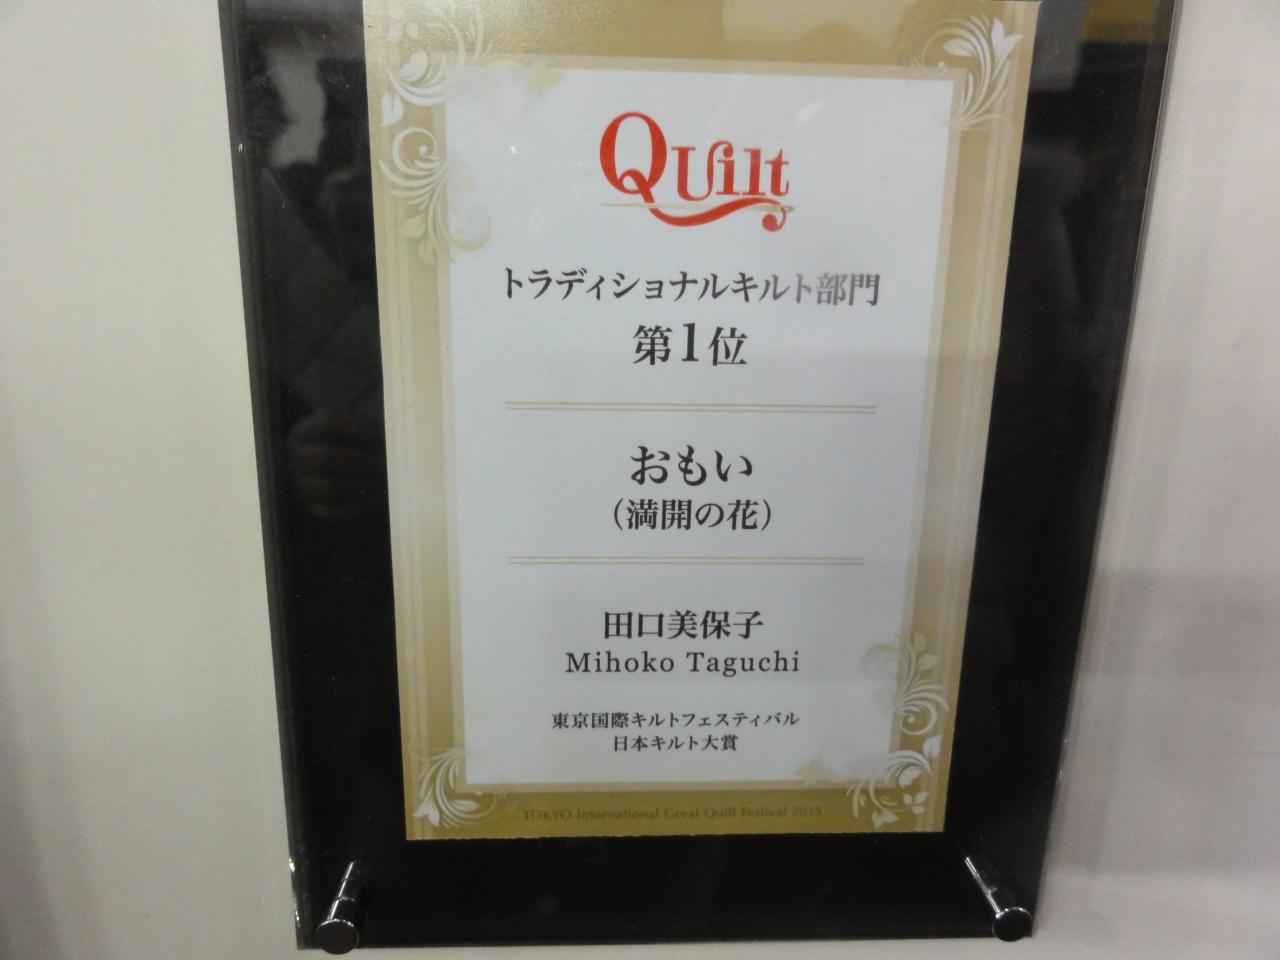 Quilt
トラディショナルキルト部門
第1位
おもい
（満開の花）
田口美保子
Mihoko Taguchi
東京国際キルトフェスティバル
日本キルト大賞
TOKYO International Great Quilt Festival 2015